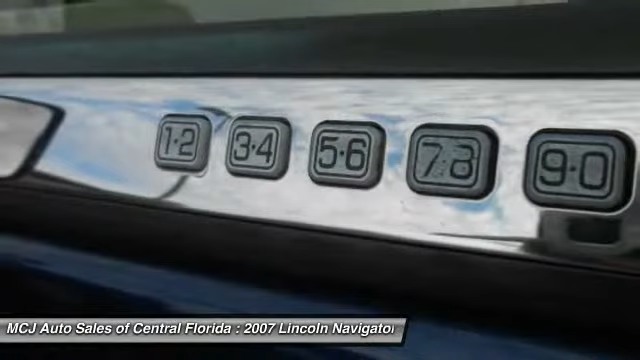 1·2 3·4 5·6 7·8 9·0
MCJ Auto Sales of Central Florida : 2007 Lincoln Navigator